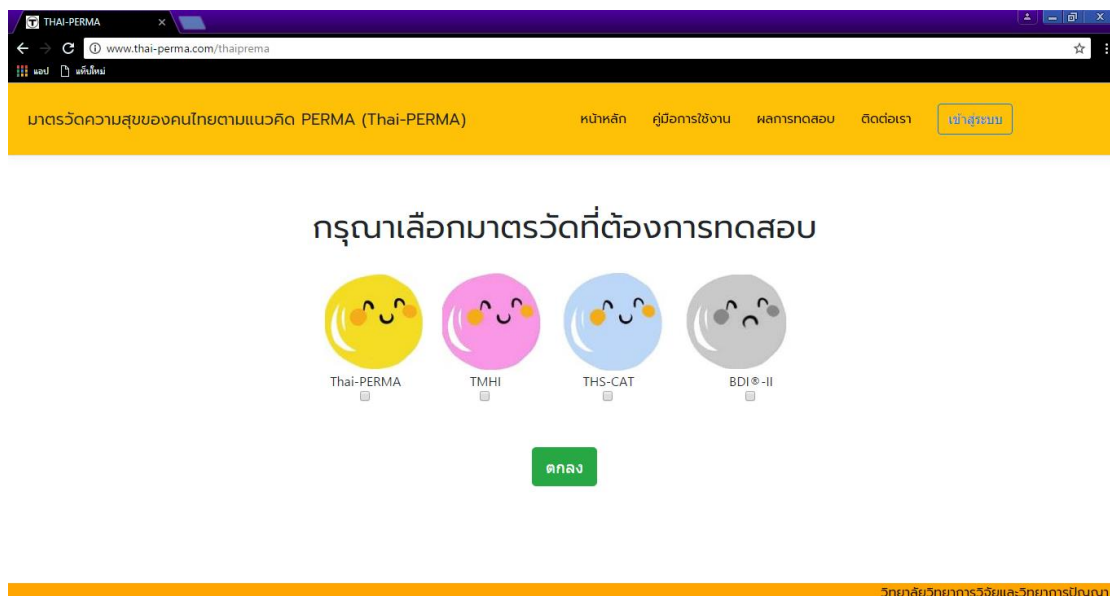 THAI-PERMA
www.thai-perma.com/thaiprema
แอป แท็บใหม่
มาตรวัดความสุขของคนไทยตามแนวคิด PERMA (Thai-PERMA) หน้าหลัก คู่มือการใช้งาน ผลการทดสอบ ติดต่อเรา เข้าสู่ระบบ
กรุณาเลือกมาตรวัดที่ต้องการทดสอบ
Thai-PERMA TMHI THS-CAT BDI®-II
ตกลง
วิทยาลัยวิทยาการวิจัยและวิทยาการปัญญา